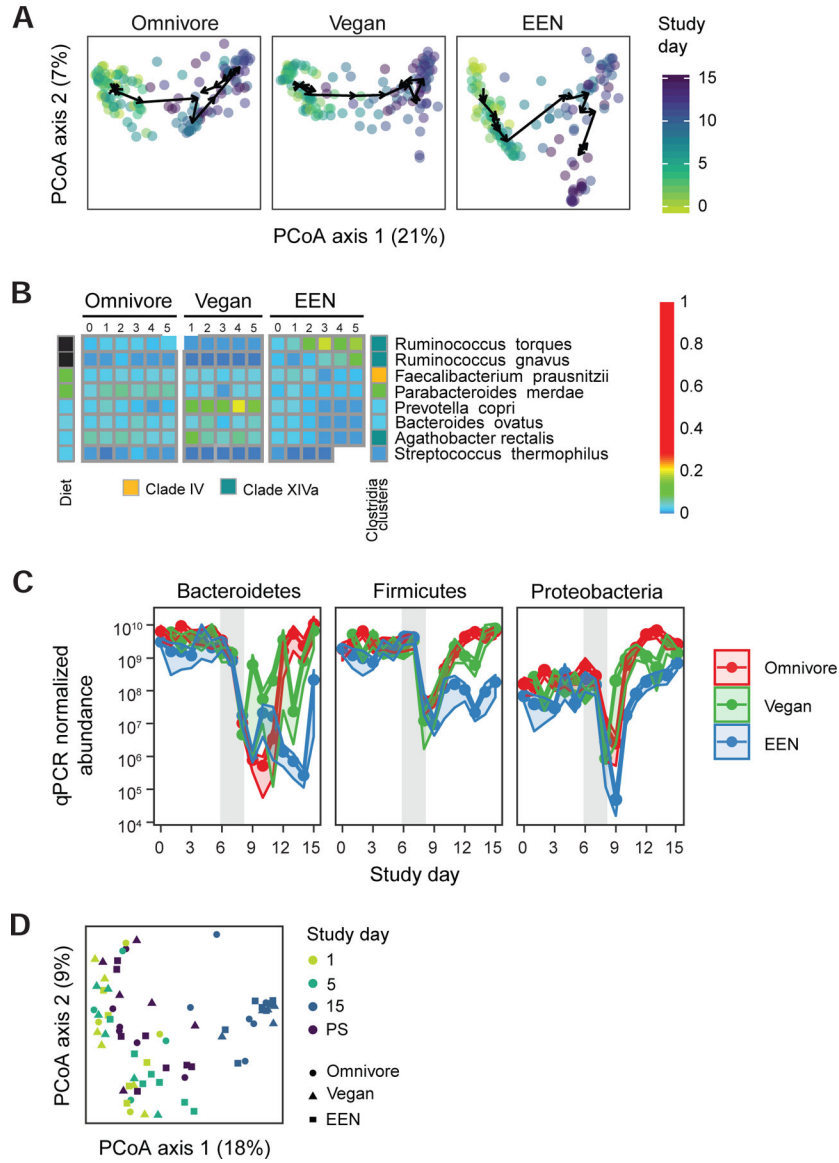 A
Omnivore Vegan EEN Study day
PCoA axis 2 (7%)
15
10
5
0
PCoA axis 1 (21%)
B
Omnivore Vegan EEN
0 1 2 3 4 5 1 2 3 4 5 0 1 2 3 4 5
Ruminococcus torques
Ruminococcus gnavus
Faecalibacterium prausnitzii
Parabacteroides merdae
Prevotella copri
Bacteroides ovatus
Agathobacter rectalis
Streptococcus thermophilus
Diet
Clade IV Clade XIVa
Clostridia clusters
1
0.8
0.6
0.4
0.2
0
C
Bacteroidetes Firmicutes Proteobacteria
qPCR normalized
abundance
10¹⁰
10⁹
10⁸
10⁷
10⁶
10⁵
10⁴
0 3 6 9 12 15 0 3 6 9 12 15 0 3 6 9 12 15
Study day
Omnivore
Vegan
EEN
D
PCoA axis 2 (9%)
PCoA axis 1 (18%)
Study day
1
5
15
PS
Omnivore
Vegan
EEN